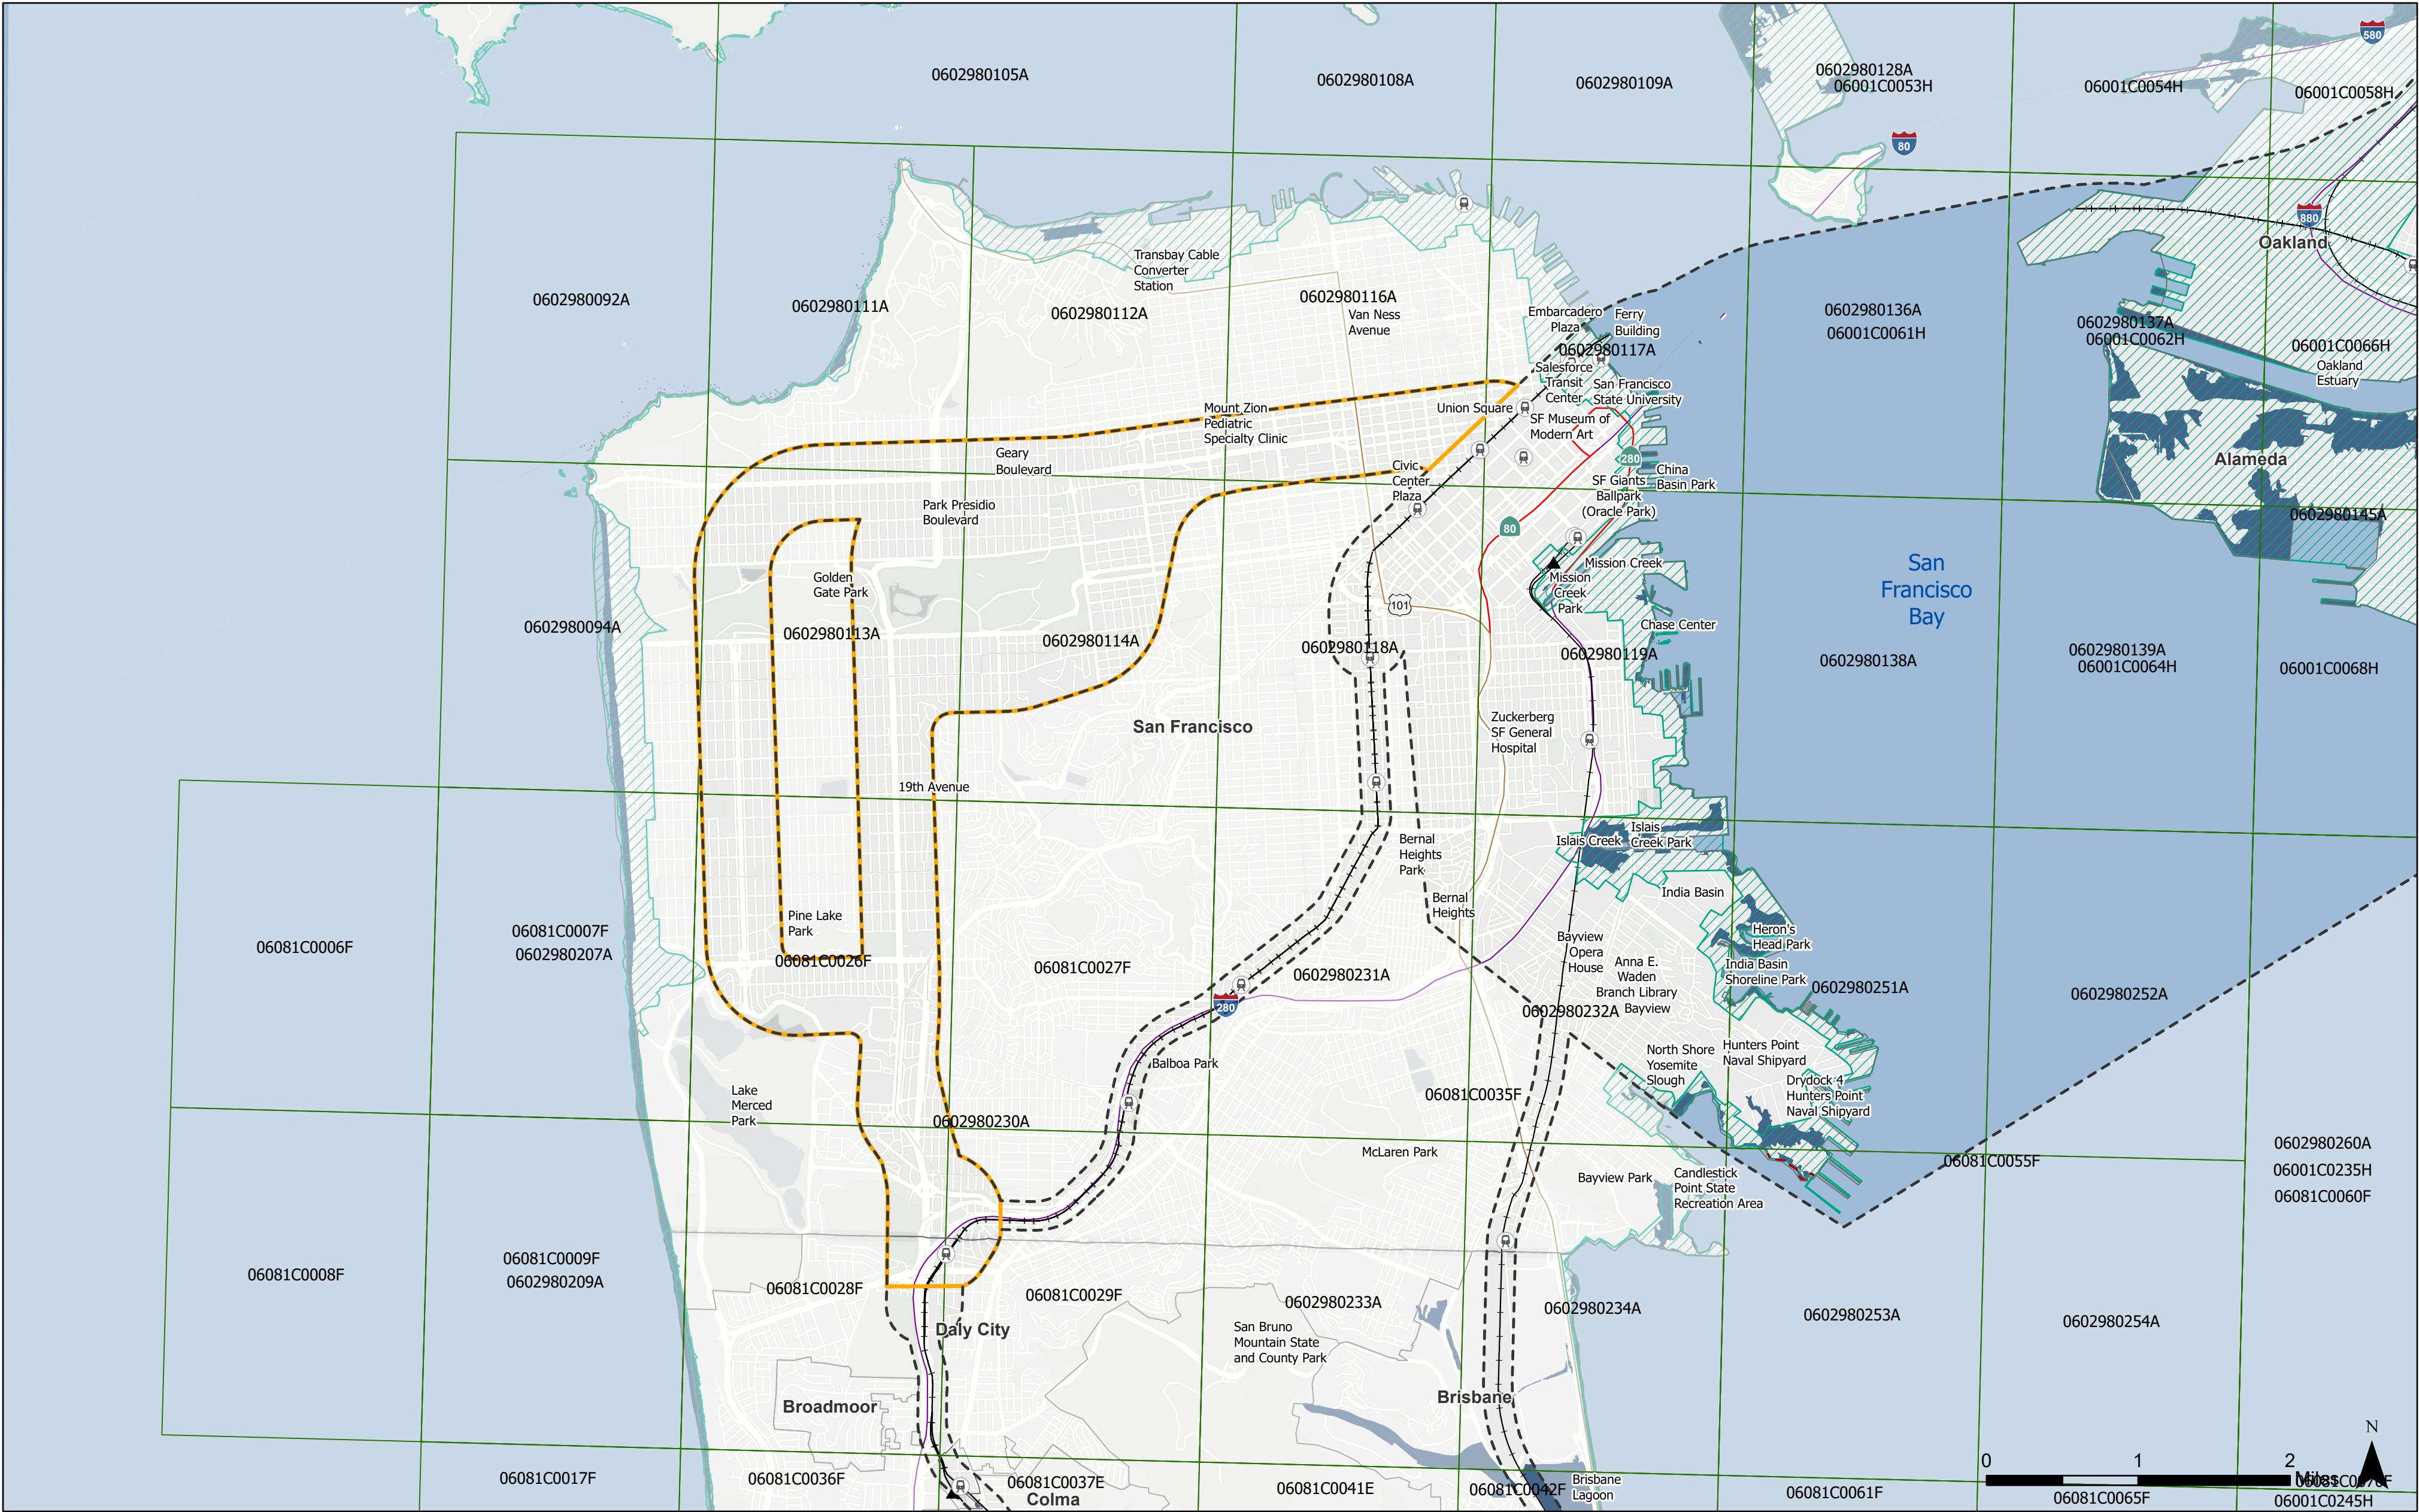 580
0602980105A
0602980108A
0602980109A
0602980128A
06001C0053H
06001C0054H
06001C0058H
80
880
Oakland
Transbay Cable
Converter
Station
0602980092A
0602980111A
0602980112A
0602980116A
Van Ness
Avenue
Embarcadero
Plaza
Ferry
Building
0602980117A
0602980136A
06001C0061H
0602980137A
06001C0062H
06001C0066H
Oakland
Estuary
Salesforce
Transit
Center
San Francisco
State University
Union Square
SF Museum of
Modern Art
Mount Zion
Pediatric
Specialty Clinic
Geary
Boulevard
Civic
Center
Plaza
280
China
Basin Park
SF Giants
Ballpark
(Oracle Park)
Alameda
0602980145A
Park Presidio
Boulevard
80
Golden
Gate Park
Mission Creek
Mission
Creek
Park
San
Francisco
Bay
101
0602980094A
0602980113A
0602980114A
0602980118A
0602980119A
Chase Center
0602980138A
0602980139A
06001C0064H
06001C0068H
San Francisco
Zuckerberg
SF General
Hospital
19th Avenue
Bernal
Heights
Park
Islais Creek
Islais
Creek Park
India Basin
Bernal
Heights
Pine Lake
Park
06081C0006F
06081C0007F
0602980207A
06081C0026F
06081C0027F
0602980231A
280
Bayview
Opera
House
Heron's
Head Park
Anna E.
Waden
Branch Library
Bayview
India Basin
Shoreline Park
0602980251A
0602980252A
0602980232A
Balboa Park
North Shore
Yosemite
Slough
Hunters Point
Naval Shipyard
Drydock 4
Hunters Point
Naval Shipyard
Lake
Merced
Park
0602980230A
06081C0035F
McLaren Park
Bayview Park
Candlestick
Point State
Recreation Area
06081C0055F
0602980260A
06001C0235H
06081C0060F
06081C0008F
06081C0009F
0602980209A
06081C0028F
06081C0029F
0602980233A
0602980234A
0602980253A
0602980254A
Daly City
San Bruno
Mountain State
and County Park
Broadmoor
Brisbane
06081C0017F
06081C0036F
06081C0037E
Colma
06081C0041E
06081C0042F
Brisbane
Lagoon
06081C0061F
06081C0065F
06001C0245H
N
0
1
2
Miles